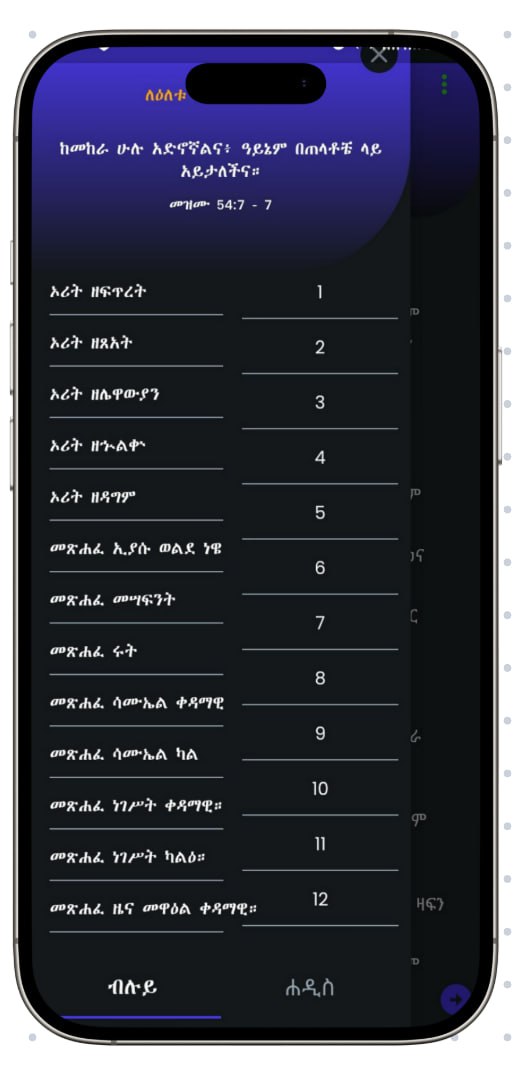 ለዕለቱ
ከመከራ ሁሉ አድኖኛልና፥ ዓይኔም በጠላቶቼ ላይ
አይታለችና።
መዝሙ 54:7 - 7
ኦሪት ዘፍጥረት
1
ኦሪት ዘጸአት
2
ኦሪት ዘሌዋውያን
3
ኦሪት ዘኍልቍ
4
ኦሪት ዘዳግም
5
መጽሐፈ ኢያሱ ወልደ ነዌ
6
መጽሐፈ መሣፍንት
7
መጽሐፈ ሩት
8
መጽሐፈ ሳሙኤል ቀዳማዊ
9
መጽሐፈ ሳሙኤል ካል
10
መጽሐፈ ነገሥት ቀዳማዊ።
11
መጽሐፈ ነገሥት ካልዕ።
12
መጽሐፈ ዜና መዋዕል ቀዳማዊ።
ዛፍን
ብሉይ
ሐዲስ